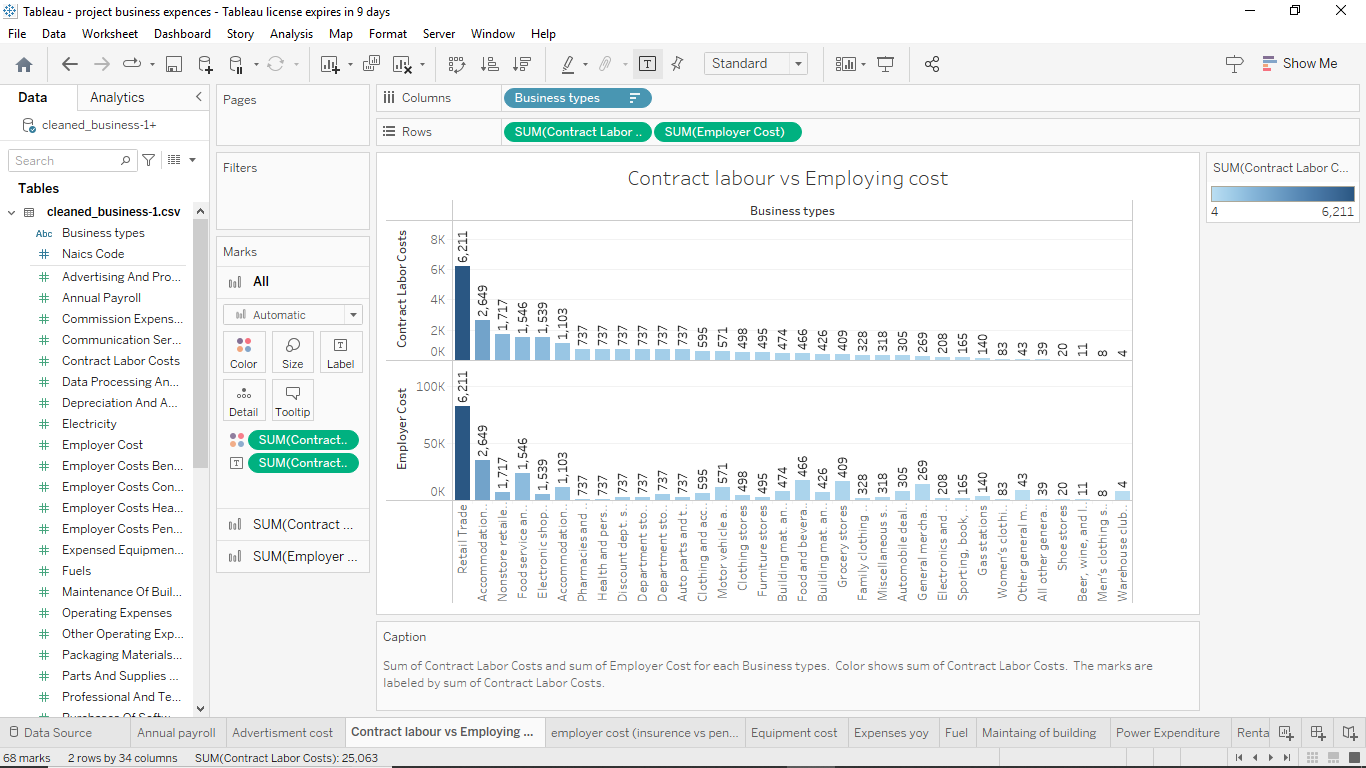 Tableau - project business expences - Tableau license expires in 9 days
File Data Worksheet Dashboard Story Analysis Map Format Server Window Help
Standard
Show Me
Data Analytics
cleaned_business-1+
Search
Tables
cleaned_business-1.csv
Abc Business types
Naics Code
Advertising And Pro...
Annual Payroll
Commission Expens...
Communication Ser...
Contract Labor Costs
Data Processing An...
Depreciation And A...
Electricity
Employer Cost
Employer Costs Ben...
Employer Costs Con...
Employer Costs Hea...
Employer Costs Pen...
Expensed Equipmen...
Fuels
Maintenance Of Buil...
Operating Expenses
Other Operating Exp...
Packaging Materials...
Parts And Supplies ...
Professional And Te...
Pages
Filters
Marks
All
Automatic
Color Size Label
Detail Tooltip
SUM(Contract..
SUM(Contract..
SUM(Contract ...
SUM(Employer ...
Columns Business types
Rows SUM(Contract Labor .. SUM(Employer Cost)
Contract labour vs Employing cost
Business types
Contract Labor Costs
8K
6K
4K
2K
0K
6,211 2,649 1,717 1,546 1,539 1,103 737 737 737 737 737 737 595 571 498 495 474 466 426 409 328 318 305 269 208 165 140 83 43 39 20 11 8 4
Employer Cost
100K
50K
0K
6,211 2,649 1,717 1,546 1,539 1,103 737 737 737 737 737 737 595 571 498 495 474 466 426 409 328 318 305 269 208 165 140 83 43 39 20 11 8 4
Retail Trade
Accommodation..
Nonstore retaile..
Food service an..
Electronic shop..
Accommodation..
Pharmacies and ..
Health and pers..
Discount dept. s..
Department sto..
Department sto..
Auto parts and t..
Clothing and acc..
Motor vehicle a..
Clothing stores
Furniture stores
Building mat. an..
Food and bevera..
Building mat. an..
Grocery stores
Family clothing ..
Miscellaneous s..
Automobile deal..
General mercha..
Electronics and ..
Sporting, book, ..
Gas stations
Women's clothi..
Other general m..
All other genera..
Shoe stores
Beer, wine, and l..
Men's clothing s..
Warehouse club..
Caption
Sum of Contract Labor Costs and sum of Employer Cost for each Business types.  Color shows sum of Contract Labor Costs.  The marks are
labeled by sum of Contract Labor Costs.
SUM(Contract Labor C...
4 6,211
Data Source Annual payroll Advertisment cost Contract labour vs Employing ... employer cost (insurence vs pen... Equipment cost Expenses yoy Fuel Maintaing of building Power Expenditure Renta
68 marks 2 rows by 34 columns SUM(Contract Labor Costs): 25,063